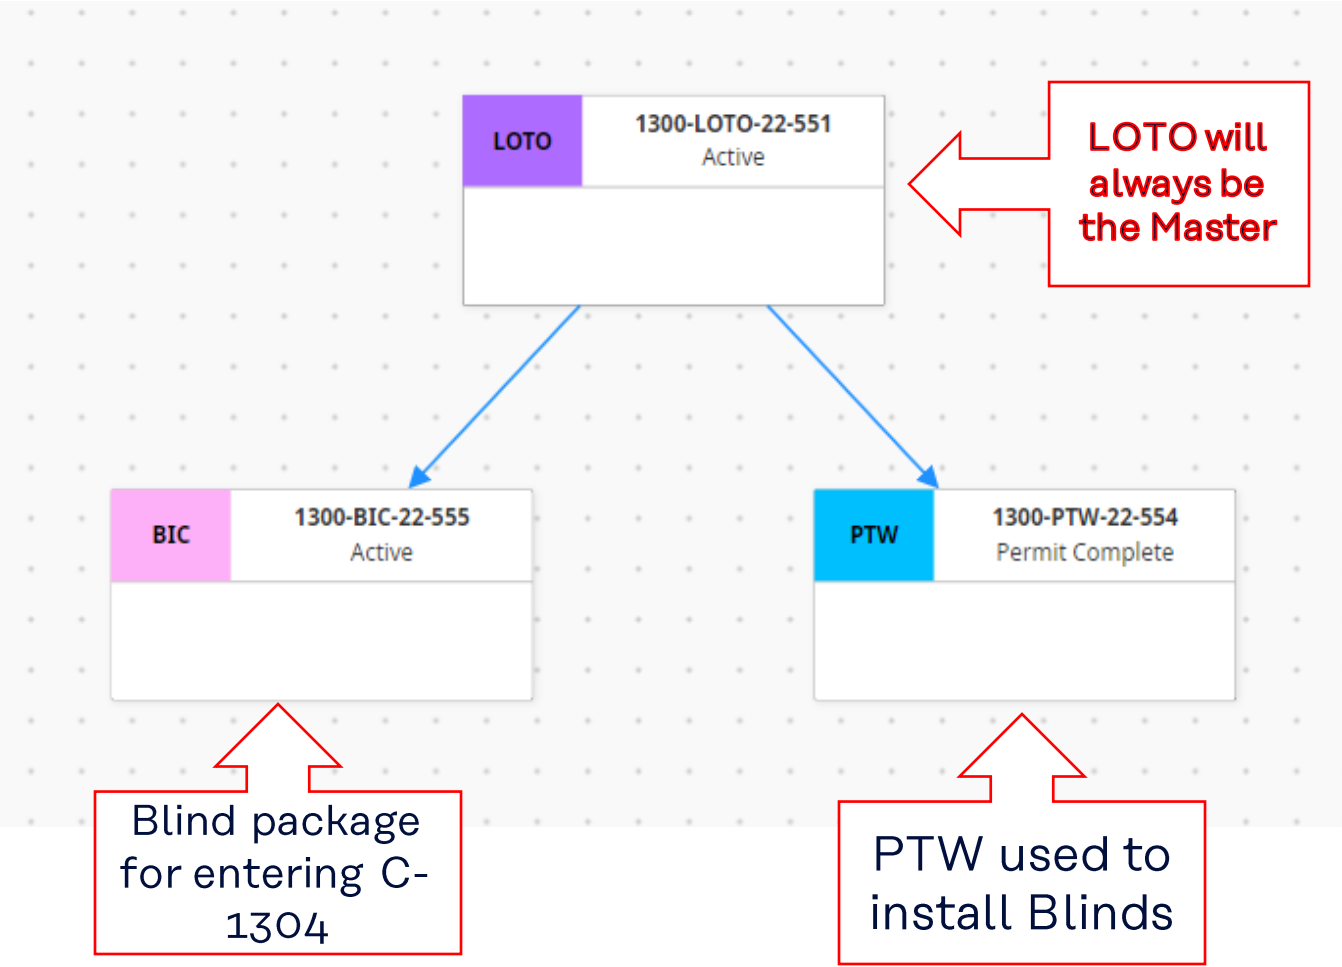 LOTO
1300-LOTO-22-551
Active
LOTO will
always be
the Master
BIC
1300-BIC-22-555
Active
PTW
1300-PTW-22-554
Permit Complete
Blind package
for entering C-
1304
PTW used to
install Blinds